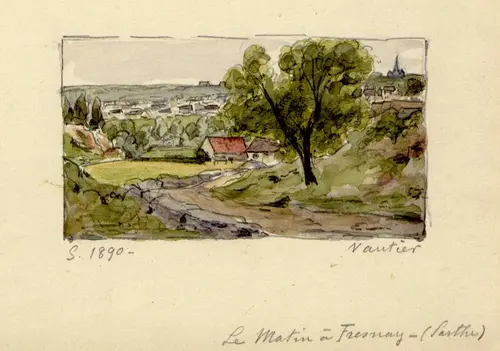 S. 1890-
Vautier
Le Matin à Fresnay - (Sarthe)